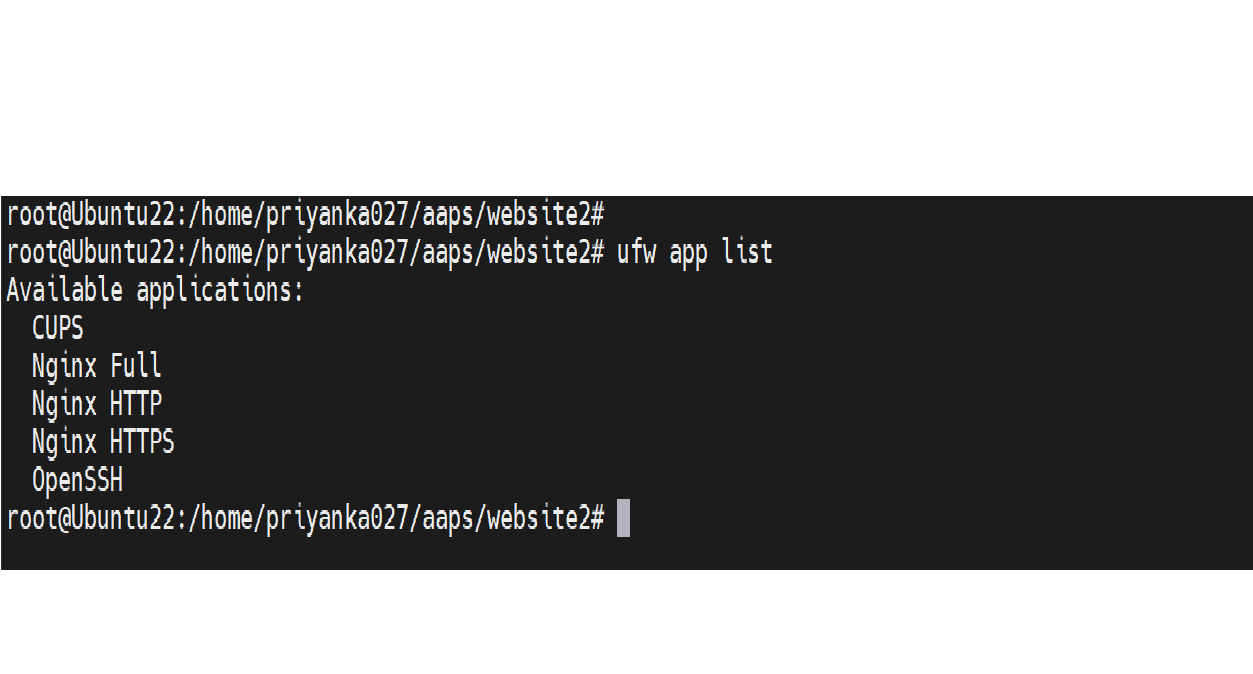 root@Ubuntu22:/home/priyanka027/aaps/website2#
root@Ubuntu22:/home/priyanka027/aaps/website2# ufw app list
Available applications:
  CUPS
  Nginx Full
  Nginx HTTP
  Nginx HTTPS
  OpenSSH
root@Ubuntu22:/home/priyanka027/aaps/website2#